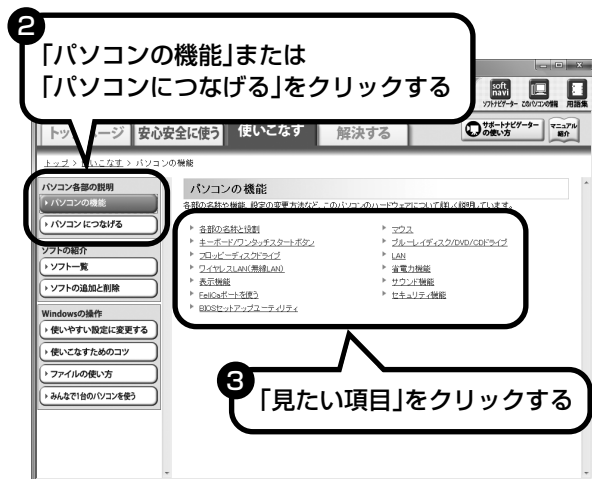 2
「パソコンの機能」または
「パソコンにつなげる」をクリックする
soft navi
ソフトナビゲーター このパソコンの情報 用語集
トッ ージ 安心安全に使う 使いこなす 解決する
サポートナビゲーターの使い方 マニュアル紹介
トップ > 使いこなす > パソコンの機能
パソコン各部の説明
パソコンの機能
パソコンにつなげる
ソフトの紹介
ソフト一覧
ソフトの追加と削除
Windowsの操作
使いやすい設定に変更する
使いこなすためのコツ
ファイルの使い方
みんなで1台のパソコンを使う
パソコンの機能
各部の名称や機能、設定の変更方法など、このパソコンのハードウェアについて詳しく説明しています。
各部の名称と役割
キーボード/ワンタッチスタートボタン
フロッピーディスクドライブ
ワイヤレスLAN(無線LAN)
表示機能
FeliCaポートを使う
BIOSセットアップユーティリティ
マウス
ブルーレイディスク/DVD/CDドライブ
LAN
省電力機能
サウンド機能
セキュリティ機能
3
「見たい項目」をクリックする